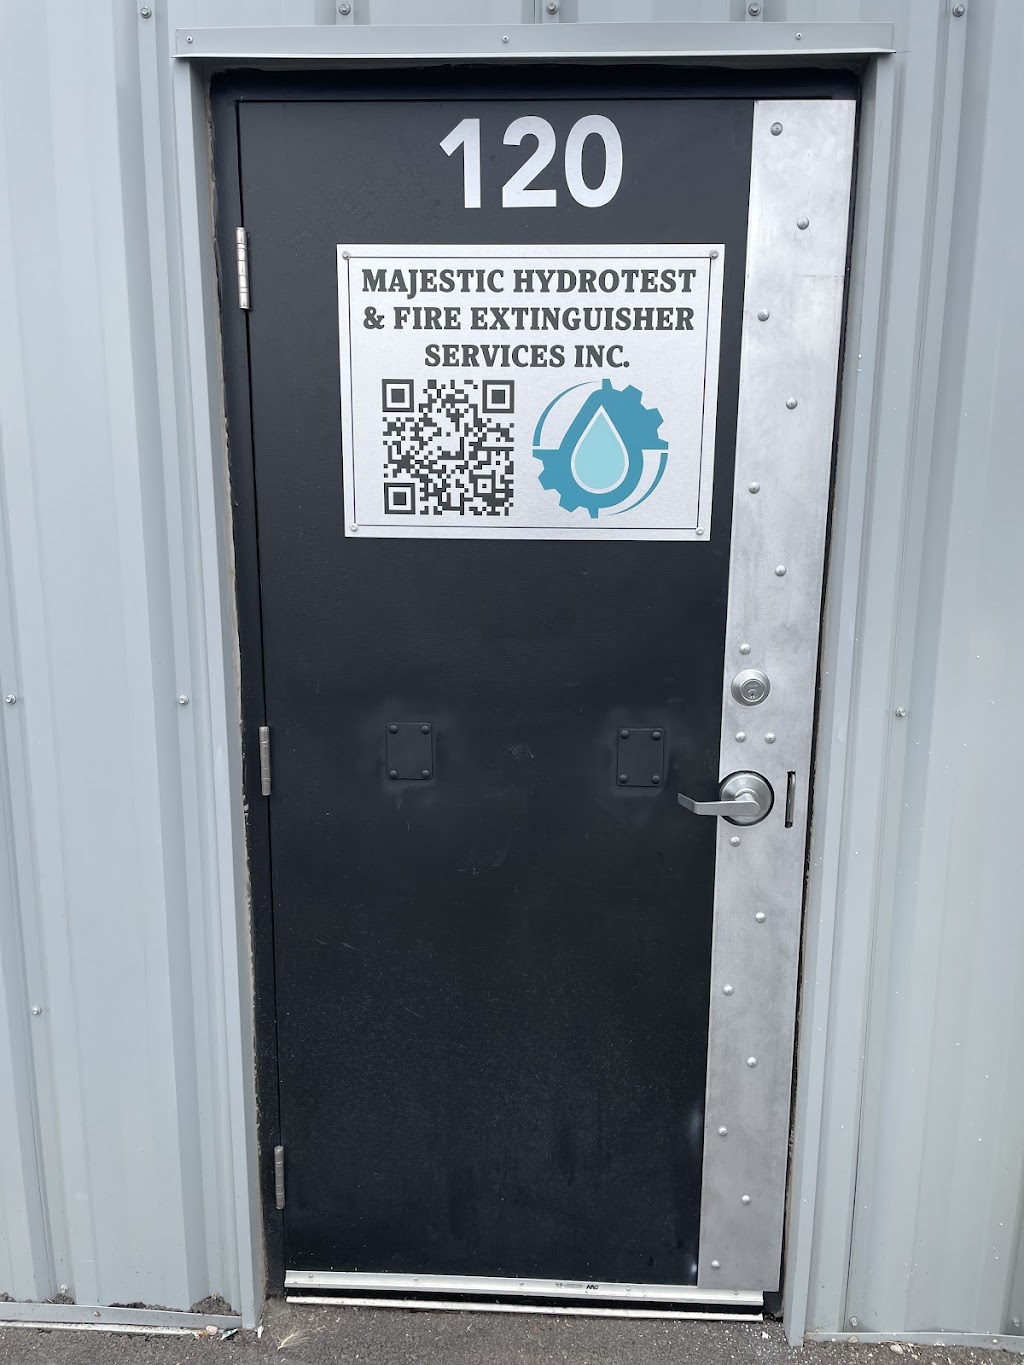 120
MAJESTIC HYDROTEST
& FIRE EXTINGUISHER
SERVICES INC.